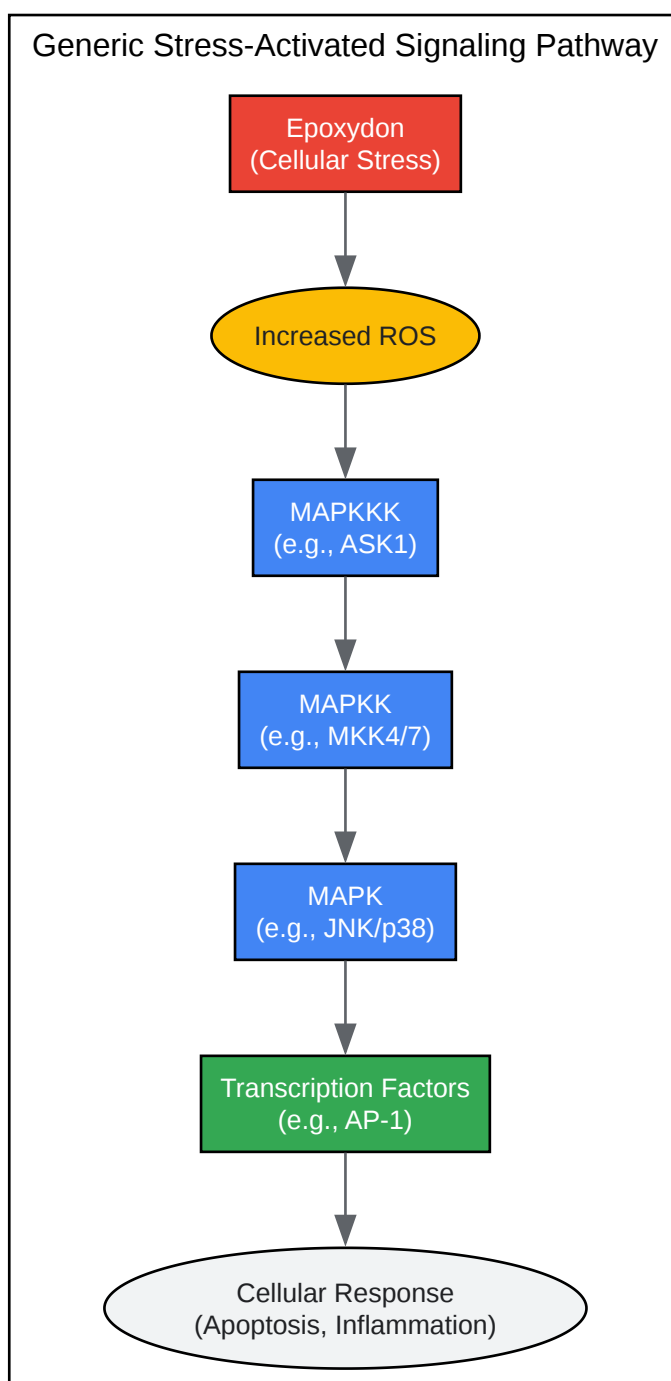 Generic Stress-Activated Signaling Pathway
Epoxydon
(Cellular Stress)
Increased ROS
MAPKKK
(e.g., ASK1)
MAPKK
(e.g., MKK4/7)
MAPK
(e.g., JNK/p38)
Transcription Factors
(e.g., AP-1)
Cellular Response
(Apoptosis, Inflammation)